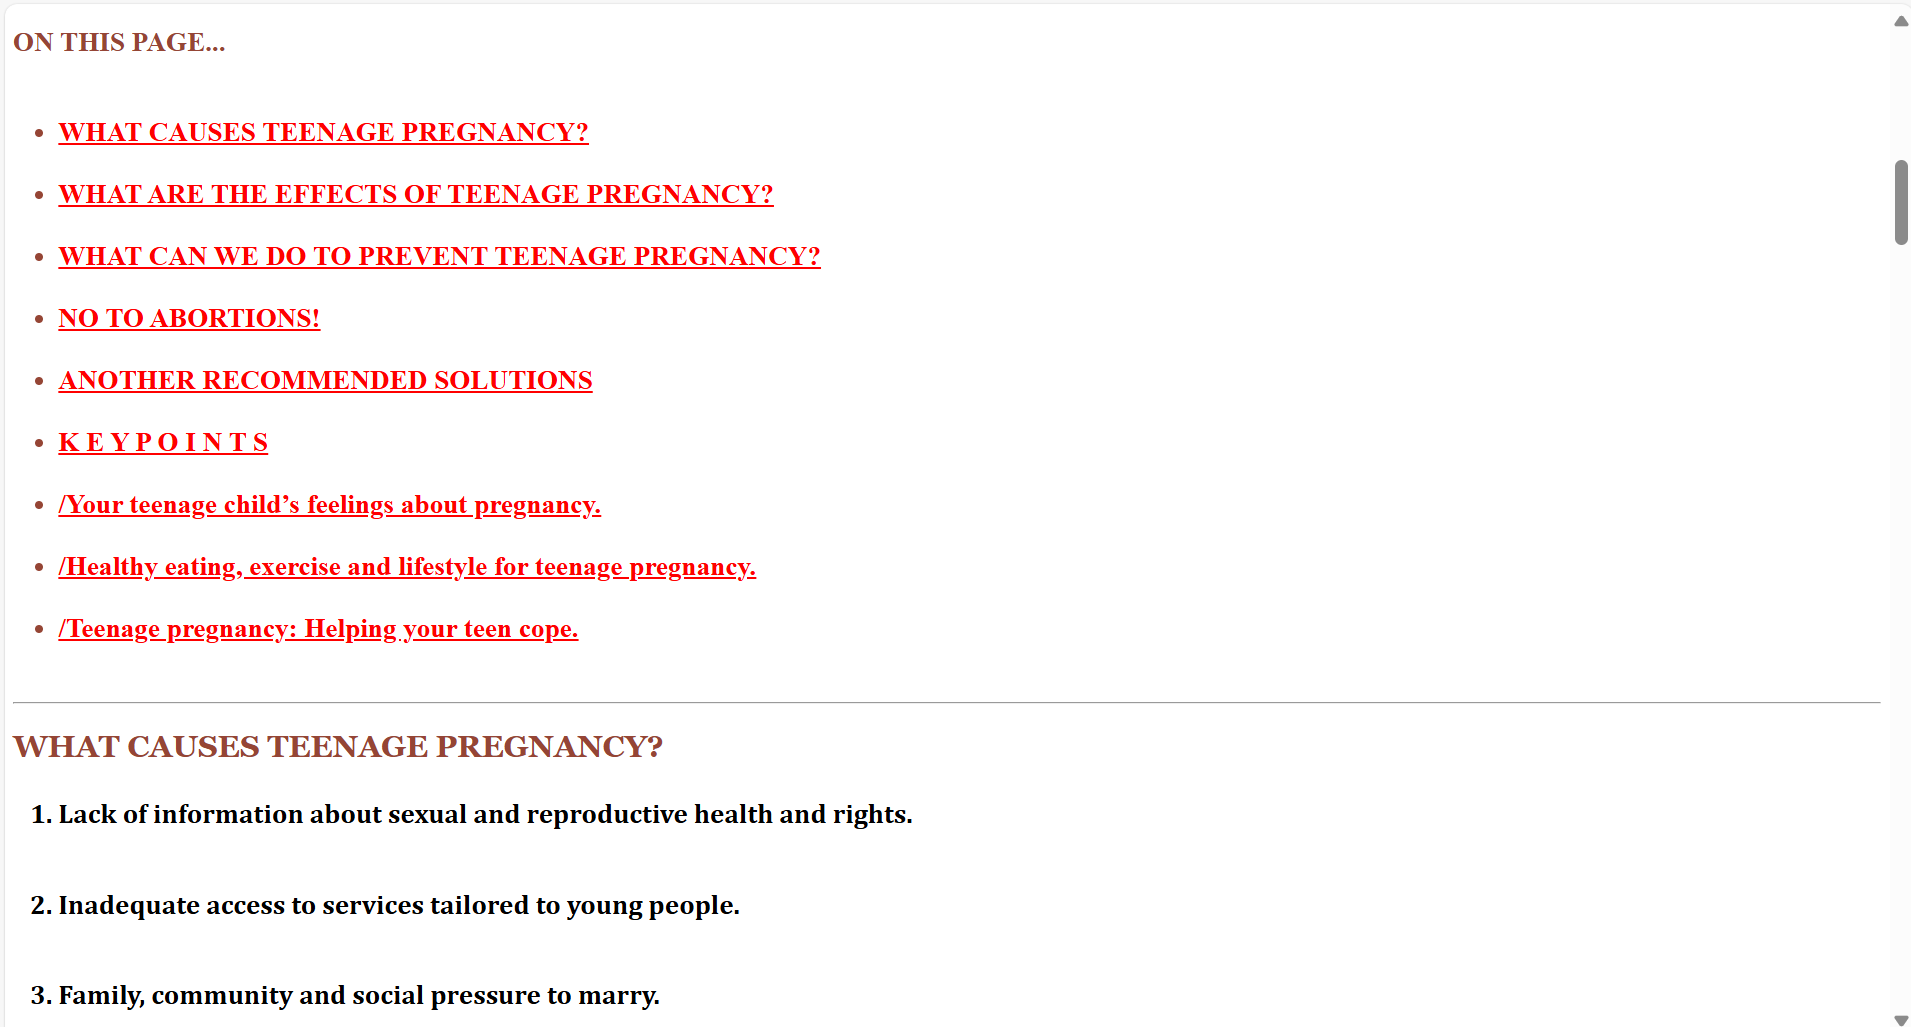 ON THIS PAGE...
• WHAT CAUSES TEENAGE PREGNANCY?
• WHAT ARE THE EFFECTS OF TEENAGE PREGNANCY?
• WHAT CAN WE DO TO PREVENT TEENAGE PREGNANCY?
• NO TO ABORTIONS!
• ANOTHER RECOMMENDED SOLUTIONS
• K E Y P O I N T S
• /Your teenage child’s feelings about pregnancy.
• /Healthy eating, exercise and lifestyle for teenage pregnancy.
• /Teenage pregnancy: Helping your teen cope.
WHAT CAUSES TEENAGE PREGNANCY?
1. Lack of information about sexual and reproductive health and rights.
2. Inadequate access to services tailored to young people.
3. Family, community and social pressure to marry.